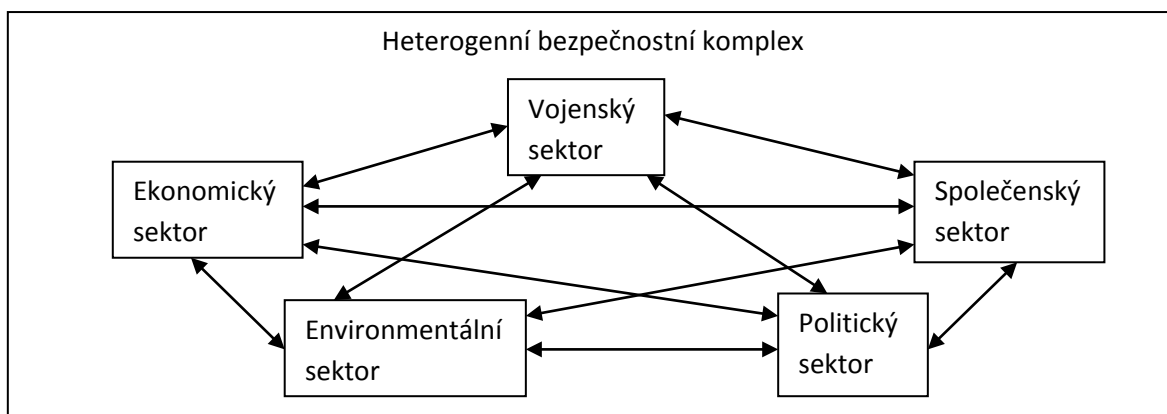 Heterogenní bezpečnostní komplex
Vojenský
sektor
Ekonomický
sektor
Společenský
sektor
Environmentální
sektor
Politický
sektor